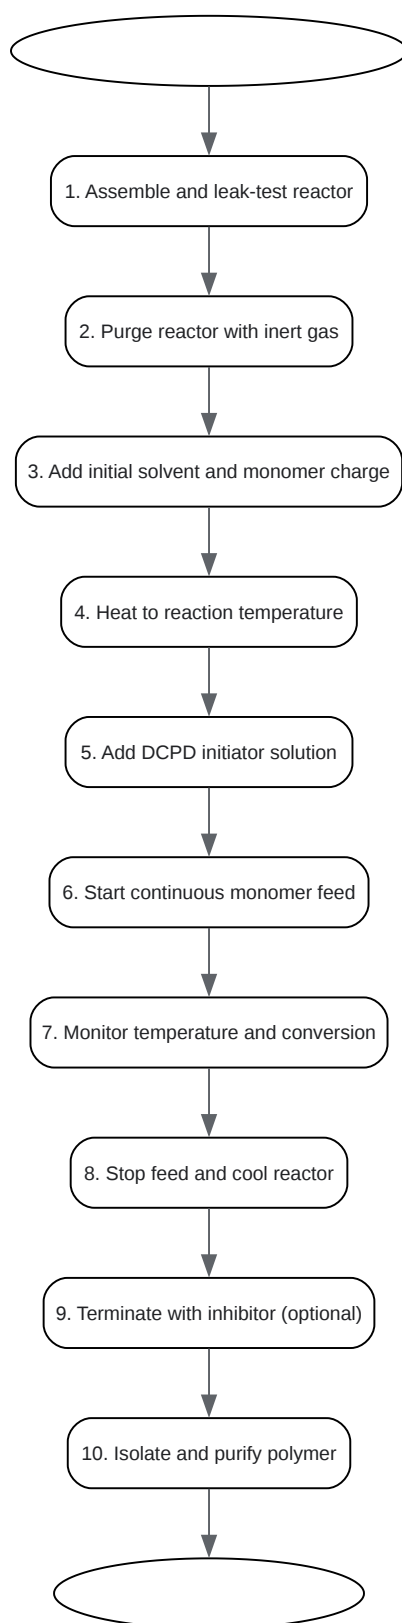 1. Assemble and leak-test reactor
2. Purge reactor with inert gas
3. Add initial solvent and monomer charge
4. Heat to reaction temperature
5. Add DCPD initiator solution
6. Start continuous monomer feed
7. Monitor temperature and conversion
8. Stop feed and cool reactor
9. Terminate with inhibitor (optional)
10. Isolate and purify polymer